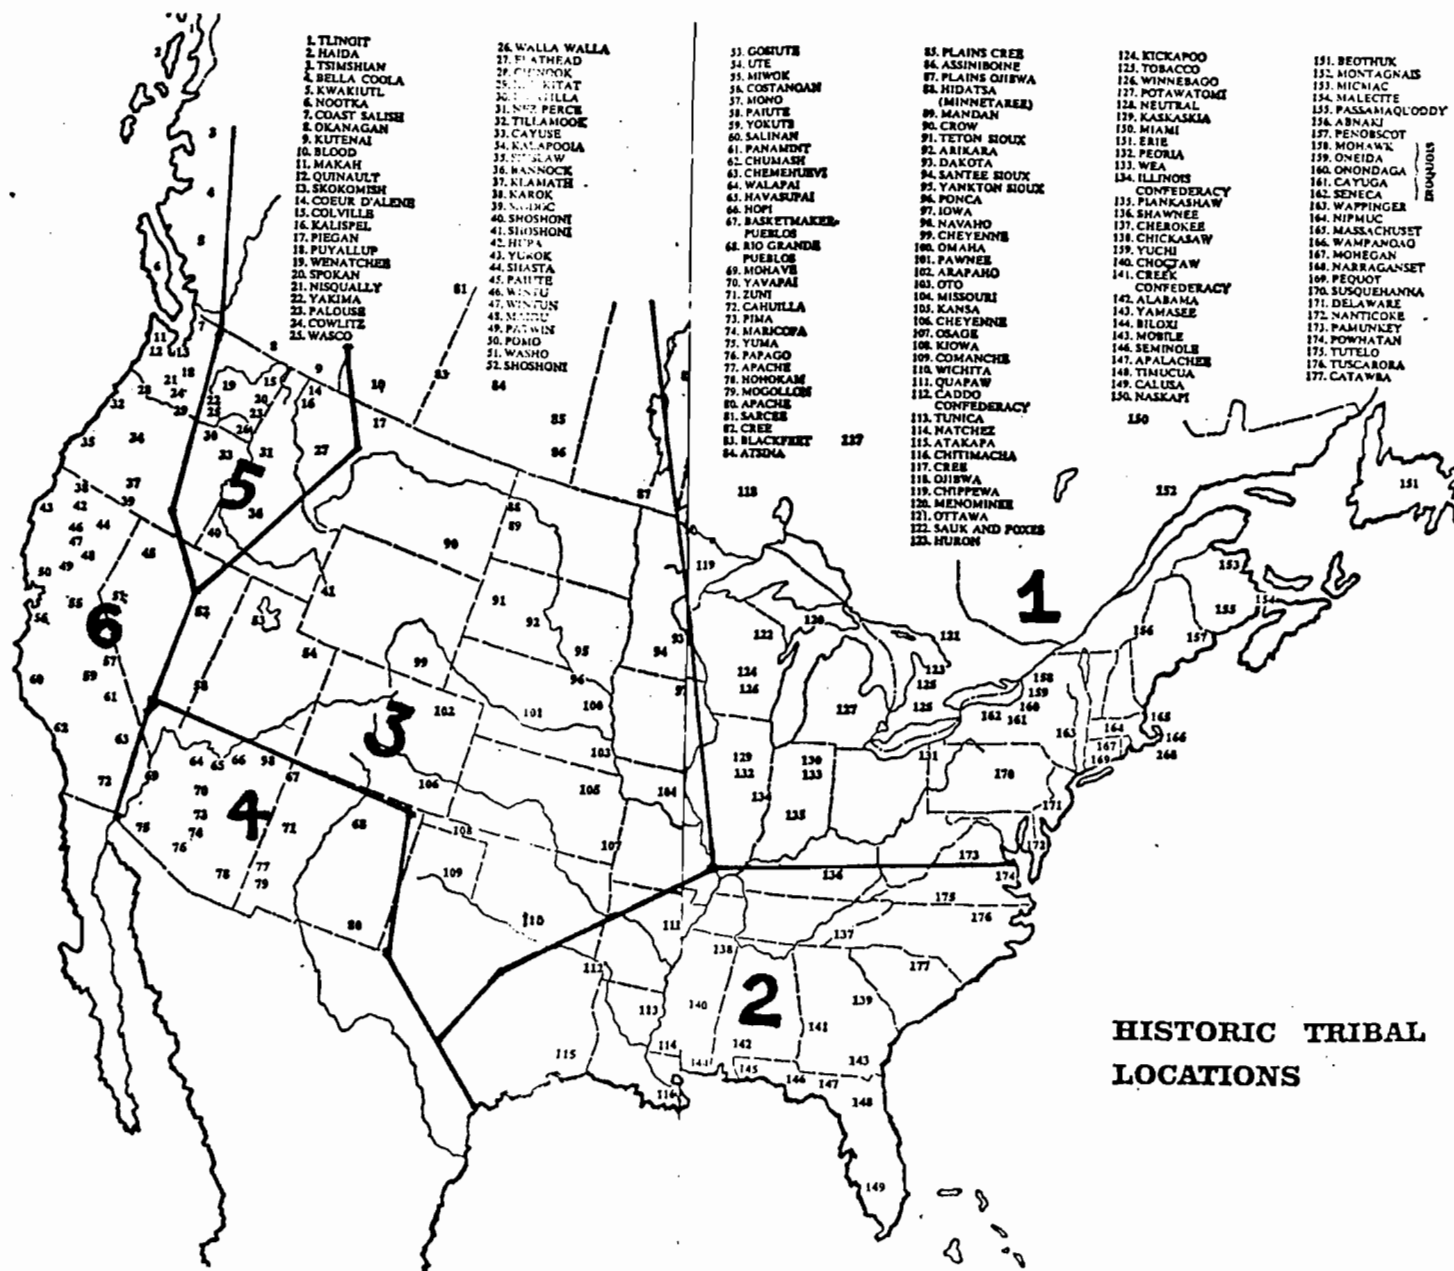 1. TLINGIT
2. HAIDA
3. TSIMSHIAN
4. BELLA COOLA
5. KWAKIUTL
6. NOOTKA
7. COAST SALISH
8. OKANAGAN
9. KUTENAI
10. BLOOD
11. MAKAH
12. QUINAULT
13. SKOKOMISH
14. COEUR D'ALENE
15. COLVILLE
16. KALISPEL
17. PIEGAN
18. PUYALLUP
19. WENATCHEE
20. SPOKAN
21. NISQUALLY
22. YAKIMA
23. PALOUSE
24. COWLITZ
25. WASCO
26. WALLA WALLA
27. FLATHEAD
28. CHINOOK
29.
30.
31. NEZ PERCE
32. TILLAMOOK
33. CAYUSE
34. KALAPOOIA
35. SIUSLAW
36. BANNOCK
37. KLAMATH
38. KAROK
39. MODOC
40. SHOSHONI
41. SHOSHONI
42. HUPA
43. YUROK
44. SHASTA
45. PAIUTE
46. WINTU
47. WINTUN
48. MAIDU
49. PATWIN
50. POMO
51. WASHO
52. SHOSHONI
53. GOSIUTE
54. UTE
55. MIWOK
56. COSTANOAN
57. MONO
58. PAIUTE
59. YOKUTS
60. SALINAN
61. PANAMINT
62. CHUMASH
63. CHEMEHUEVI
64. WALAPAI
65. HAVASUPAI
66. HOPI
67. BASKETMAKER-
PUEBLOS
68. RIO GRANDE
PUEBLOS
69. MOHAVE
70. YAVAPAI
71. ZUNI
72. CAHUILLA
73. PIMA
74. MARICOPA
75. YUMA
76. PAPAGO
77. APACHE
78. HOHOKAM
79. MOGOLLON
80. APACHE
81. SARCEE
82. CREE
83. BLACKFEET
84. ATSINA
85. PLAINS CREE
86. ASSINIBOINE
87. PLAINS OJIBWA
88. HIDATSA
(MINNETAREE)
89. MANDAN
90. CROW
91. TETON SIOUX
92. ARIKARA
93. DAKOTA
94. SANTEE SIOUX
95. YANKTON SIOUX
96. PONCA
97. IOWA
98. NAVAHO
99. CHEYENNE
100. OMAHA
101. PAWNEE
102. ARAPAHO
103. OTO
104. MISSOURI
105. KANSA
106. CHEYENNE
107. OSAGE
108. KIOWA
109. COMANCHE
110. WICHITA
111. QUAPAW
112. CADDO
CONFEDERACY
113. TUNICA
114. NATCHEZ
115. ATAKAPA
116. CHITIMACHA
117. CREE
118. OJIBWA
119. CHIPPEWA
120. MENOMINEE
121. OTTAWA
122. SAUK AND FOXES
123. HURON
124. KICKAPOO
125. TOBACCO
126. WINNEBAGO
127. POTAWATOMI
128. NEUTRAL
129. KASKASKIA
130. MIAMI
131. ERIE
132. PEORIA
133. WEA
134. ILLINOIS
CONFEDERACY
135. PIANKASHAW
136. SHAWNEE
137. CHEROKEE
138. CHICKASAW
139. YUCHI
140. CHOCTAW
141. CREEK
CONFEDERACY
142. ALABAMA
143. YAMASEE
144. BILOXI
145. MOBILE
146. SEMINOLE
147. APALACHEE
148. TIMUCUA
149. CALUSA
150. NASKAPI
151. BEOTHUK
152. MONTAGNAIS
153. MICMAC
154. MALECITE
155. PASSAMAQUODDY
156. ABNAKI
157. PENOBSCOT
158. MOHAWK
159. ONEIDA
160. ONONDAGA
161. CAYUGA
162. SENECA
IROQUOIS
163. WAPPINGER
164. NIPMUC
165. MASSACHUSET
166. WAMPANOAG
167. MOHEGAN
168. NARRAGANSET
169. PEQUOT
170. SUSQUEHANNA
171. DELAWARE
172. NANTICOKE
173. PAMUNKEY
174. POWHATAN
175. TUTELO
176. TUSCARORA
177. CATAWBA
1
2
3
4
5
6
HISTORIC TRIBAL
LOCATIONS